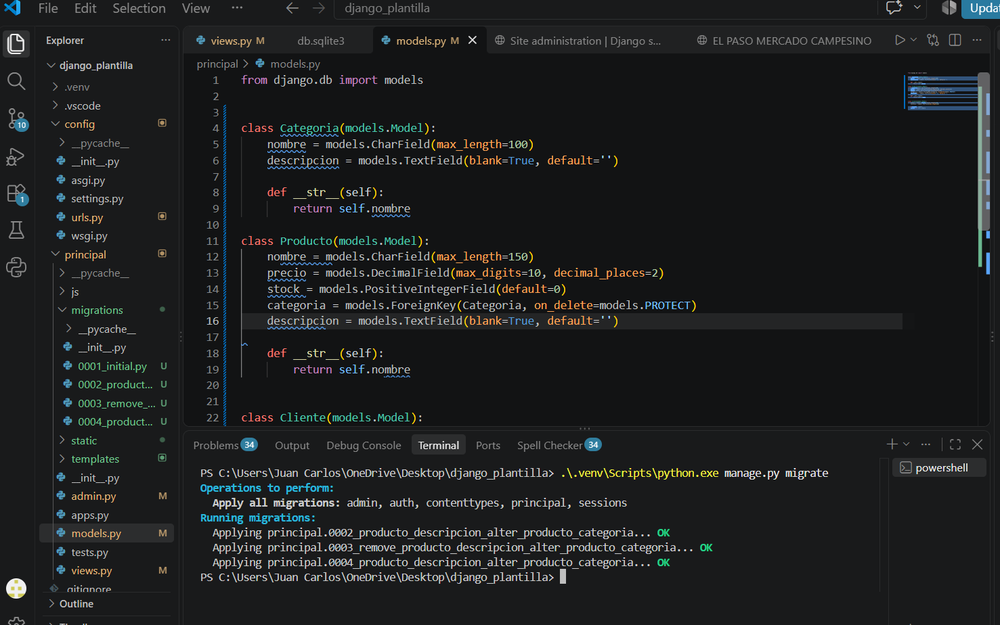 File Edit Selection View ··· django_plantilla
Explorer ···
django_plantilla
.venv
.vscode
config
__pycache__
__init__.py
asgi.py
settings.py
urls.py
wsgi.py
principal
__pycache__
js
migrations
__pycache__
__init__.py
0001_initial.py U
0002_product... U
0003_remove_... U
0004_product... U
static
templates
__init__.py
admin.py M
apps.py
models.py M
tests.py
views.py M
.gitignore
Outline
10
1
views.py M db.sqlite3 models.py M Site administration | Django s... EL PASO MERCADO CAMPESINO
principal > models.py
1 from django.db import models
2
3
4 class Categoria(models.Model):
5 nombre = models.CharField(max_length=100)
6 descripcion = models.TextField(blank=True, default='')
7
8 def __str__(self):
9 return self.nombre
10
11 class Producto(models.Model):
12 nombre = models.CharField(max_length=150)
13 precio = models.DecimalField(max_digits=10, decimal_places=2)
14 stock = models.PositiveIntegerField(default=0)
15 categoria = models.ForeignKey(Categoria, on_delete=models.PROTECT)
16 descripcion = models.TextField(blank=True, default='')
17
18 def __str__(self):
19 return self.nombre
20
21
22 class Cliente(models.Model):
Problems 34 Output Debug Console Terminal Ports Spell Checker 34
PS C:\Users\Juan Carlos\OneDrive\Desktop\django_plantilla> .\.venv\Scripts\python.exe manage.py migrate
Operations to perform:
Apply all migrations: admin, auth, contenttypes, principal, sessions
Running migrations:
Applying principal.0002_producto_descripcion_alter_producto_categoria... OK
Applying principal.0003_remove_producto_descripcion_alter_producto_categoria... OK
Applying principal.0004_producto_descripcion_alter_producto_categoria... OK
PS C:\Users\Juan Carlos\OneDrive\Desktop\django_plantilla>
powershell